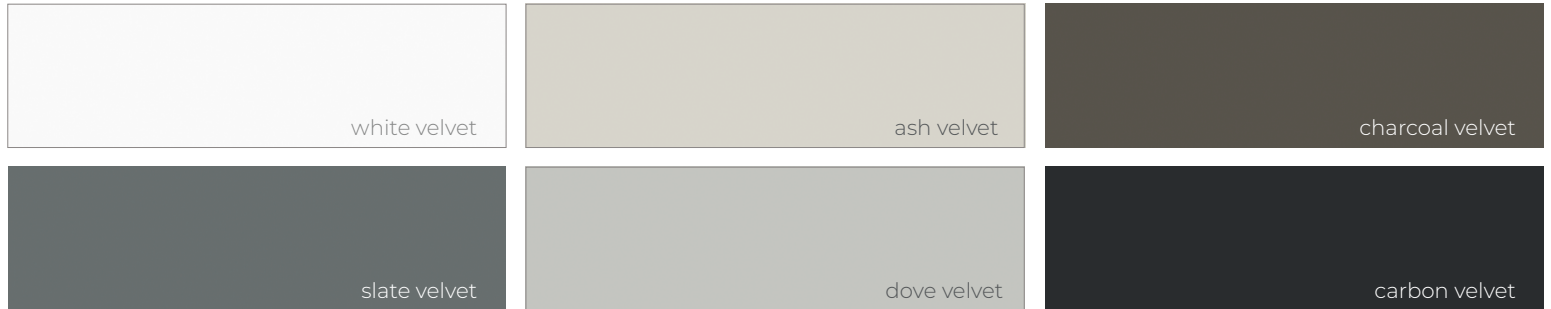 white velvet
ash velvet
charcoal velvet
slate velvet
dove velvet
carbon velvet